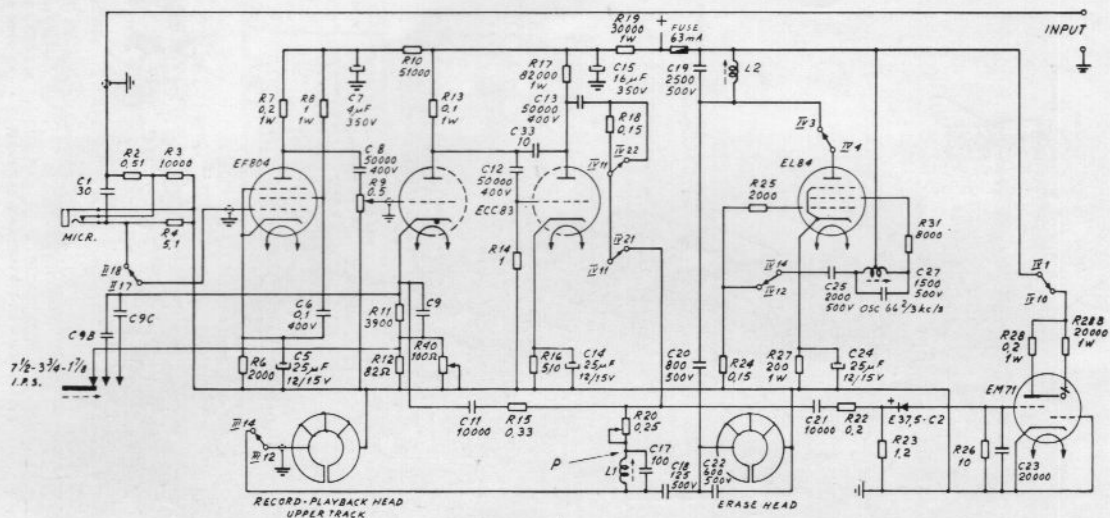 INPUT
R19
30000
1W
+
FUSE
63mA
R10
51000
R17
82000
1W
C15
16µF
350V
C19
2500
500V
L2
R7
0,2
1W
R8
1
1W
C7
4µF
350V
R13
0,1
1W
C13
50000
400V
R18
0,15
IV 3
IV 4
R2
0,51
R3
10000
EF804
C8
50000
400V
C33
10
C12
50000
400V
IV 11
IV 22
EL84
C1
30
R9
0,5
ECC83
R25
2000
R31
8000
MICR.
R4
5,1
R14
1
IV 21
IV 11
II 18
II 17
IV 14
IV 12
C25
2000
500V
C27
1500
500V
OSC 66 2/3 kc/s
IV 1
IV 10
C9B
C9C
C6
0,1
400V
R11
3900
C9
R28
0,2
1W
R28B
20000
1W
7½-3¾-1⅞
I.P.S.
R6
2000
C5
25µF
12/15V
R12
82Ω
R40
100Ω
R16
510
C14
25µF
12/15V
C20
800
500V
R24
0,15
R27
200
1W
C24
25µF
12/15V
EM71
III 14
III 12
C11
10000
R15
0,33
R20
0,25
C21
10000
R22
0,2
+
E37,5-C2
P
L1
C17
100
C18
125
500V
C22
600
500V
R23
1,2
R26
10
C23
20000
RECORD-PLAYBACK HEAD
UPPER TRACK
ERASE HEAD